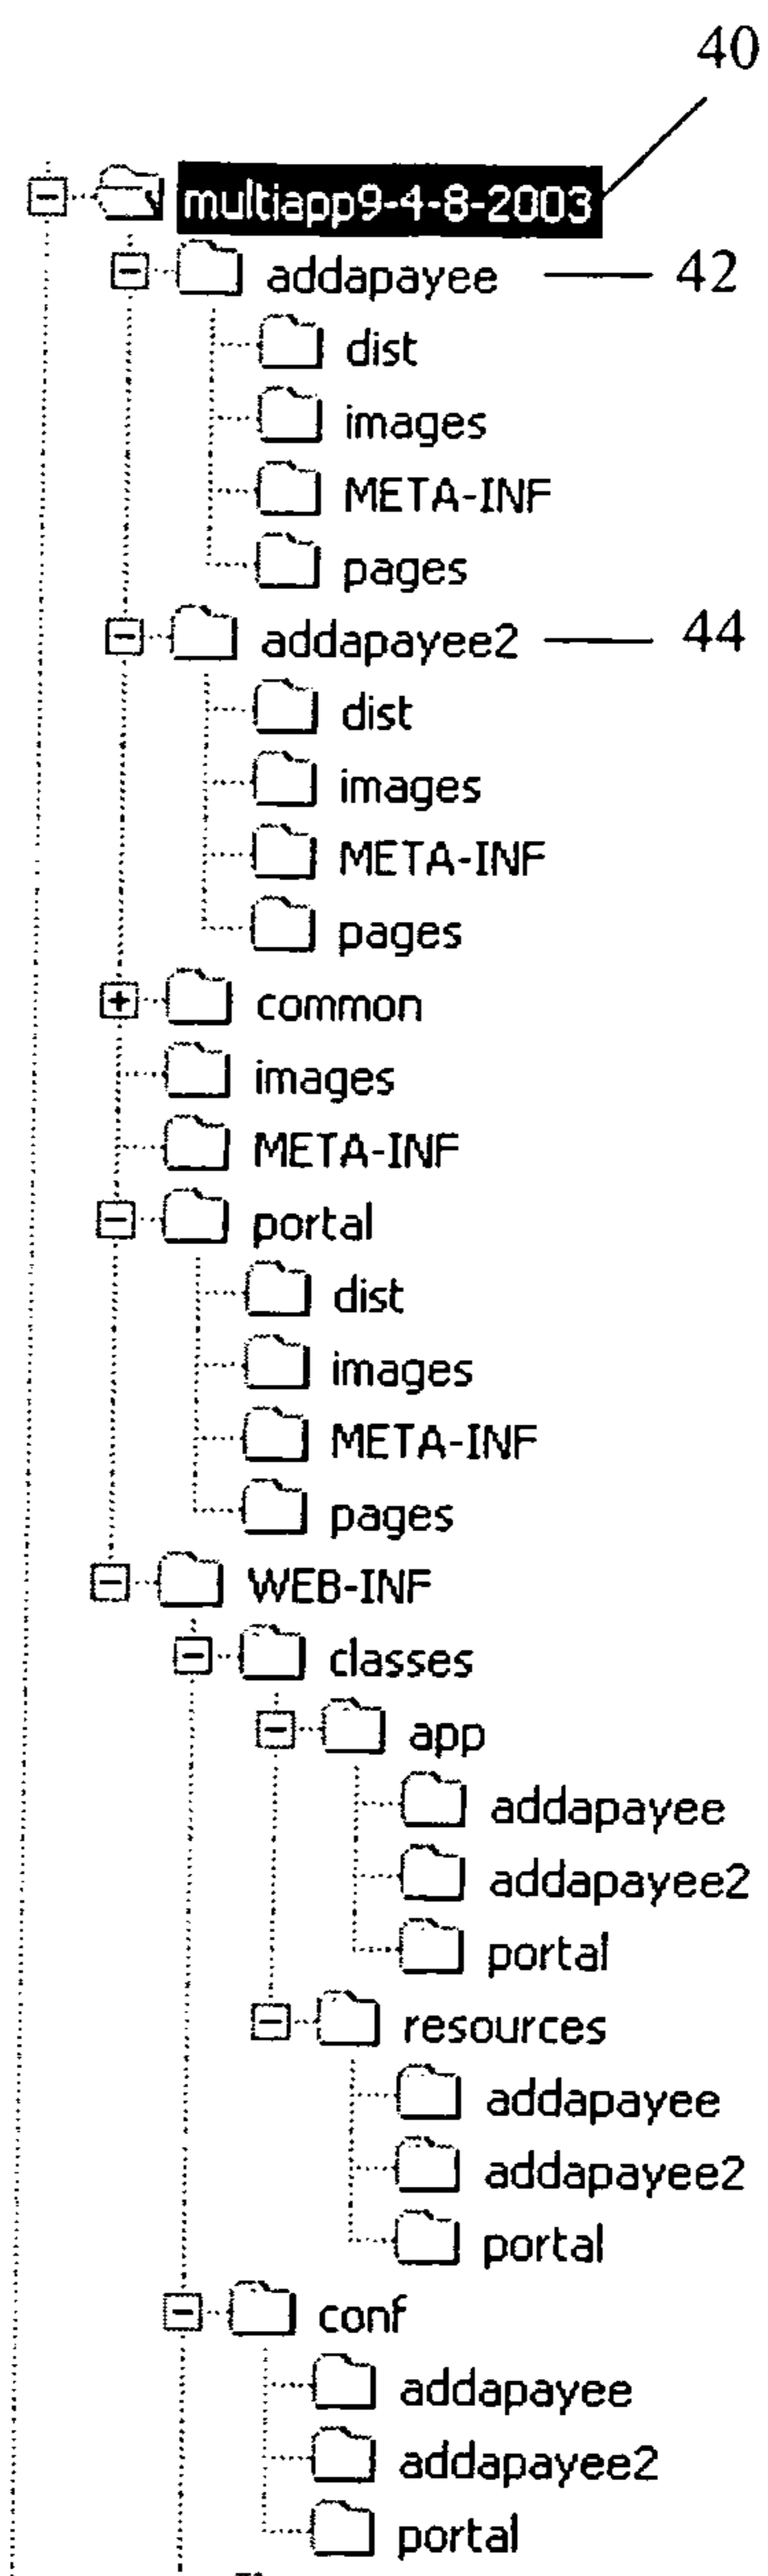 40
multiapp9-4-8-2003
addapayee 42
dist
images
META-INF
pages
addapayee2 44
dist
images
META-INF
pages
common
images
META-INF
portal
dist
images
META-INF
pages
WEB-INF
classes
app
addapayee
addapayee2
portal
resources
addapayee
addapayee2
portal
conf
addapayee
addapayee2
portal